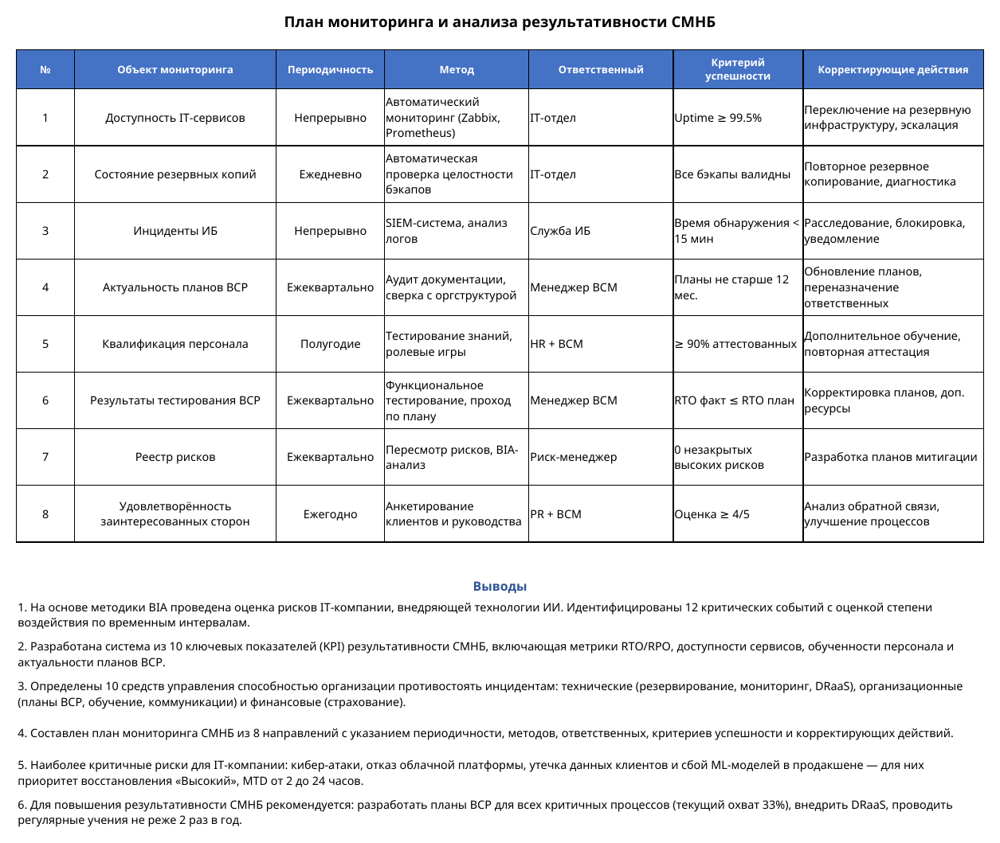 План мониторинга и анализа результативности СМНБ
№
Объект мониторинга
Периодичность
Метод
Ответственный
Критерий
успешности
Корректирующие действия
1
Доступность IT-сервисов
Непрерывно
Автоматический
мониторинг (Zabbix,
Prometheus)
IT-отдел
Uptime ≥ 99.5%
Переключение на резервную
инфраструктуру, эскалация
2
Состояние резервных копий
Ежедневно
Автоматическая
проверка целостности
бэкапов
IT-отдел
Все бэкапы валидны
Повторное резервное
копирование, диагностика
3
Инциденты ИБ
Непрерывно
SIEM-система, анализ
логов
Служба ИБ
Время обнаружения <
15 мин
Расследование, блокировка,
уведомление
4
Актуальность планов BCP
Ежеквартально
Аудит документации,
сверка с оргструктурой
Менеджер BCM
Планы не старше 12
мес.
Обновление планов,
переназначение
ответственных
5
Квалификация персонала
Полугодие
Тестирование знаний,
ролевые игры
HR + BCM
≥ 90% аттестованных
Дополнительное обучение,
повторная аттестация
6
Результаты тестирования BCP
Ежеквартально
Функциональное
тестирование, проход
по плану
Менеджер BCM
RTO факт ≤ RTO план
Корректировка планов, доп.
ресурсы
7
Реестр рисков
Ежеквартально
Пересмотр рисков, BIA-
анализ
Риск-менеджер
0 незакрытых
высоких рисков
Разработка планов митигации
8
Удовлетворённость
заинтересованных сторон
Ежегодно
Анкетирование
клиентов и руководства
PR + BCM
Оценка ≥ 4/5
Анализ обратной связи,
улучшение процессов
Выводы
1. На основе методики BIA проведена оценка рисков IT-компании, внедряющей технологии ИИ. Идентифицированы 12 критических событий с оценкой степени
воздействия по временным интервалам.
2. Разработана система из 10 ключевых показателей (KPI) результативности СМНБ, включающая метрики RTO/RPO, доступности сервисов, обученности персонала и
актуальности планов BCP.
3. Определены 10 средств управления способностью организации противостоять инцидентам: технические (резервирование, мониторинг, DRaaS), организационные
(планы BCP, обучение, коммуникации) и финансовые (страхование).
4. Составлен план мониторинга СМНБ из 8 направлений с указанием периодичности, методов, ответственных, критериев успешности и корректирующих действий.
5. Наиболее критичные риски для IT-компании: кибер-атаки, отказ облачной платформы, утечка данных клиентов и сбой ML-моделей в продакшене — для них
приоритет восстановления «Высокий», MTD от 2 до 24 часов.
6. Для повышения результативности СМНБ рекомендуется: разработать планы BCP для всех критичных процессов (текущий охват 33%), внедрить DRaaS, проводить
регулярные учения не реже 2 раз в год.